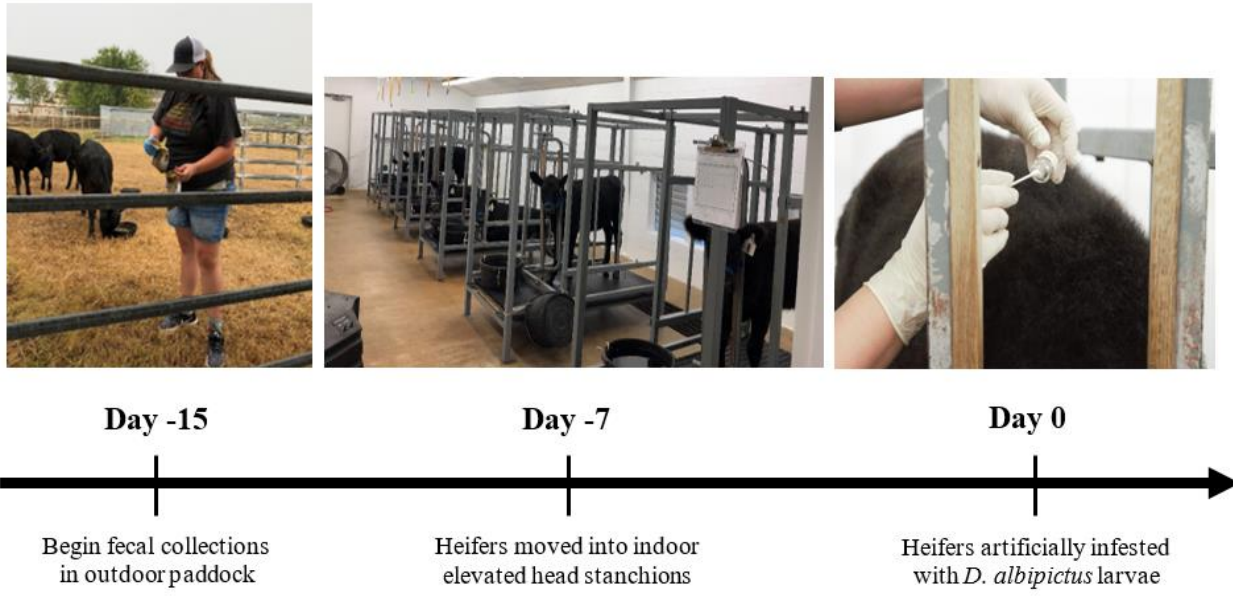 Day -15
Day -7
Day 0
Begin fecal collections
in outdoor paddock
Heifers moved into indoor
elevated head stanchions
Heifers artificially infested
with D. albipictus larvae